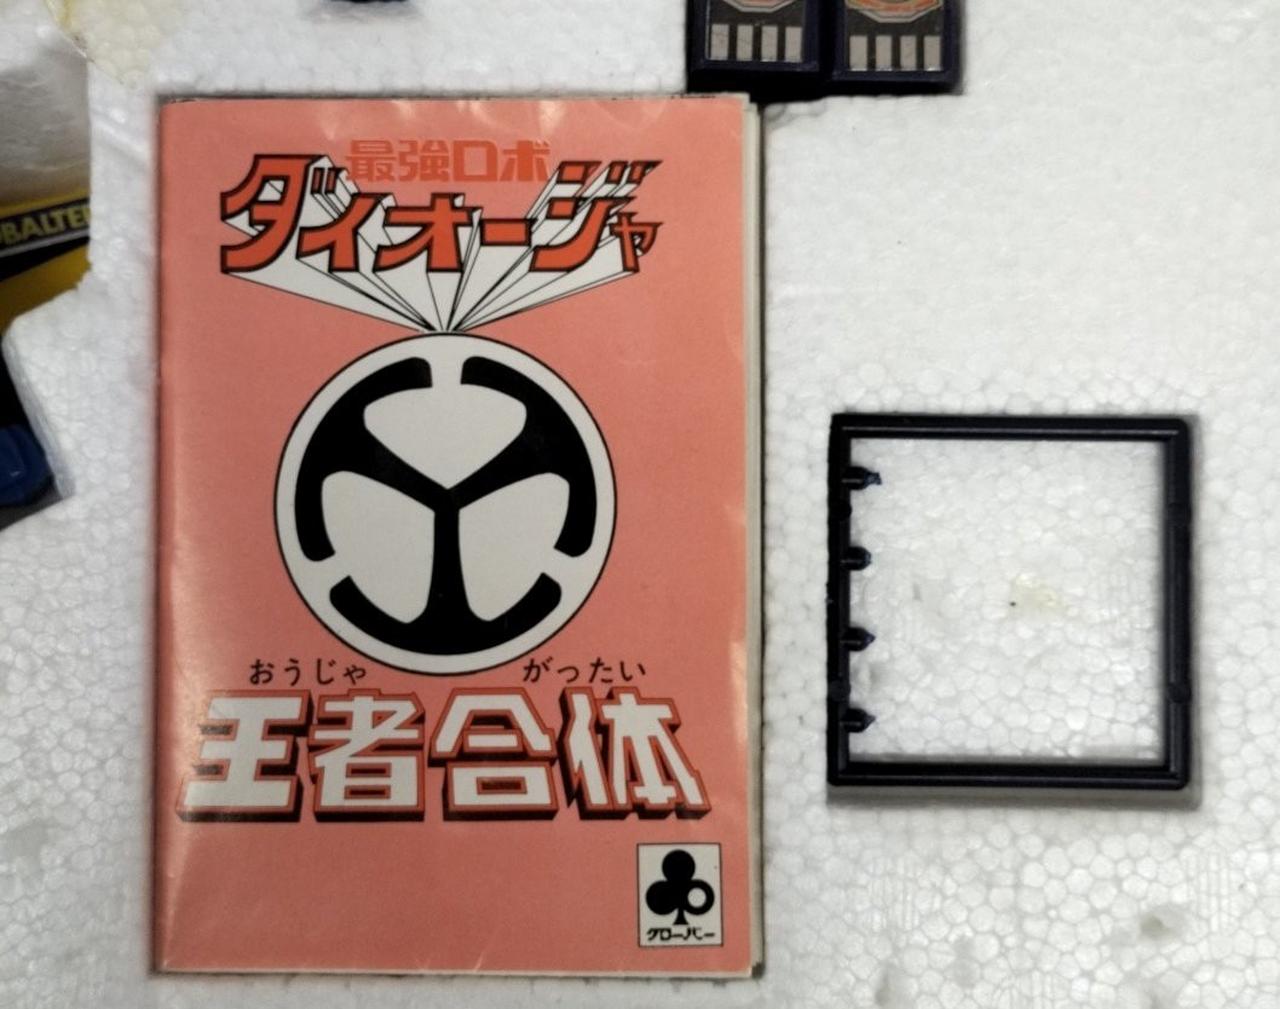 最強ロボ
ダイオージャ
おうじゃ がったい
王者合体
クローバー